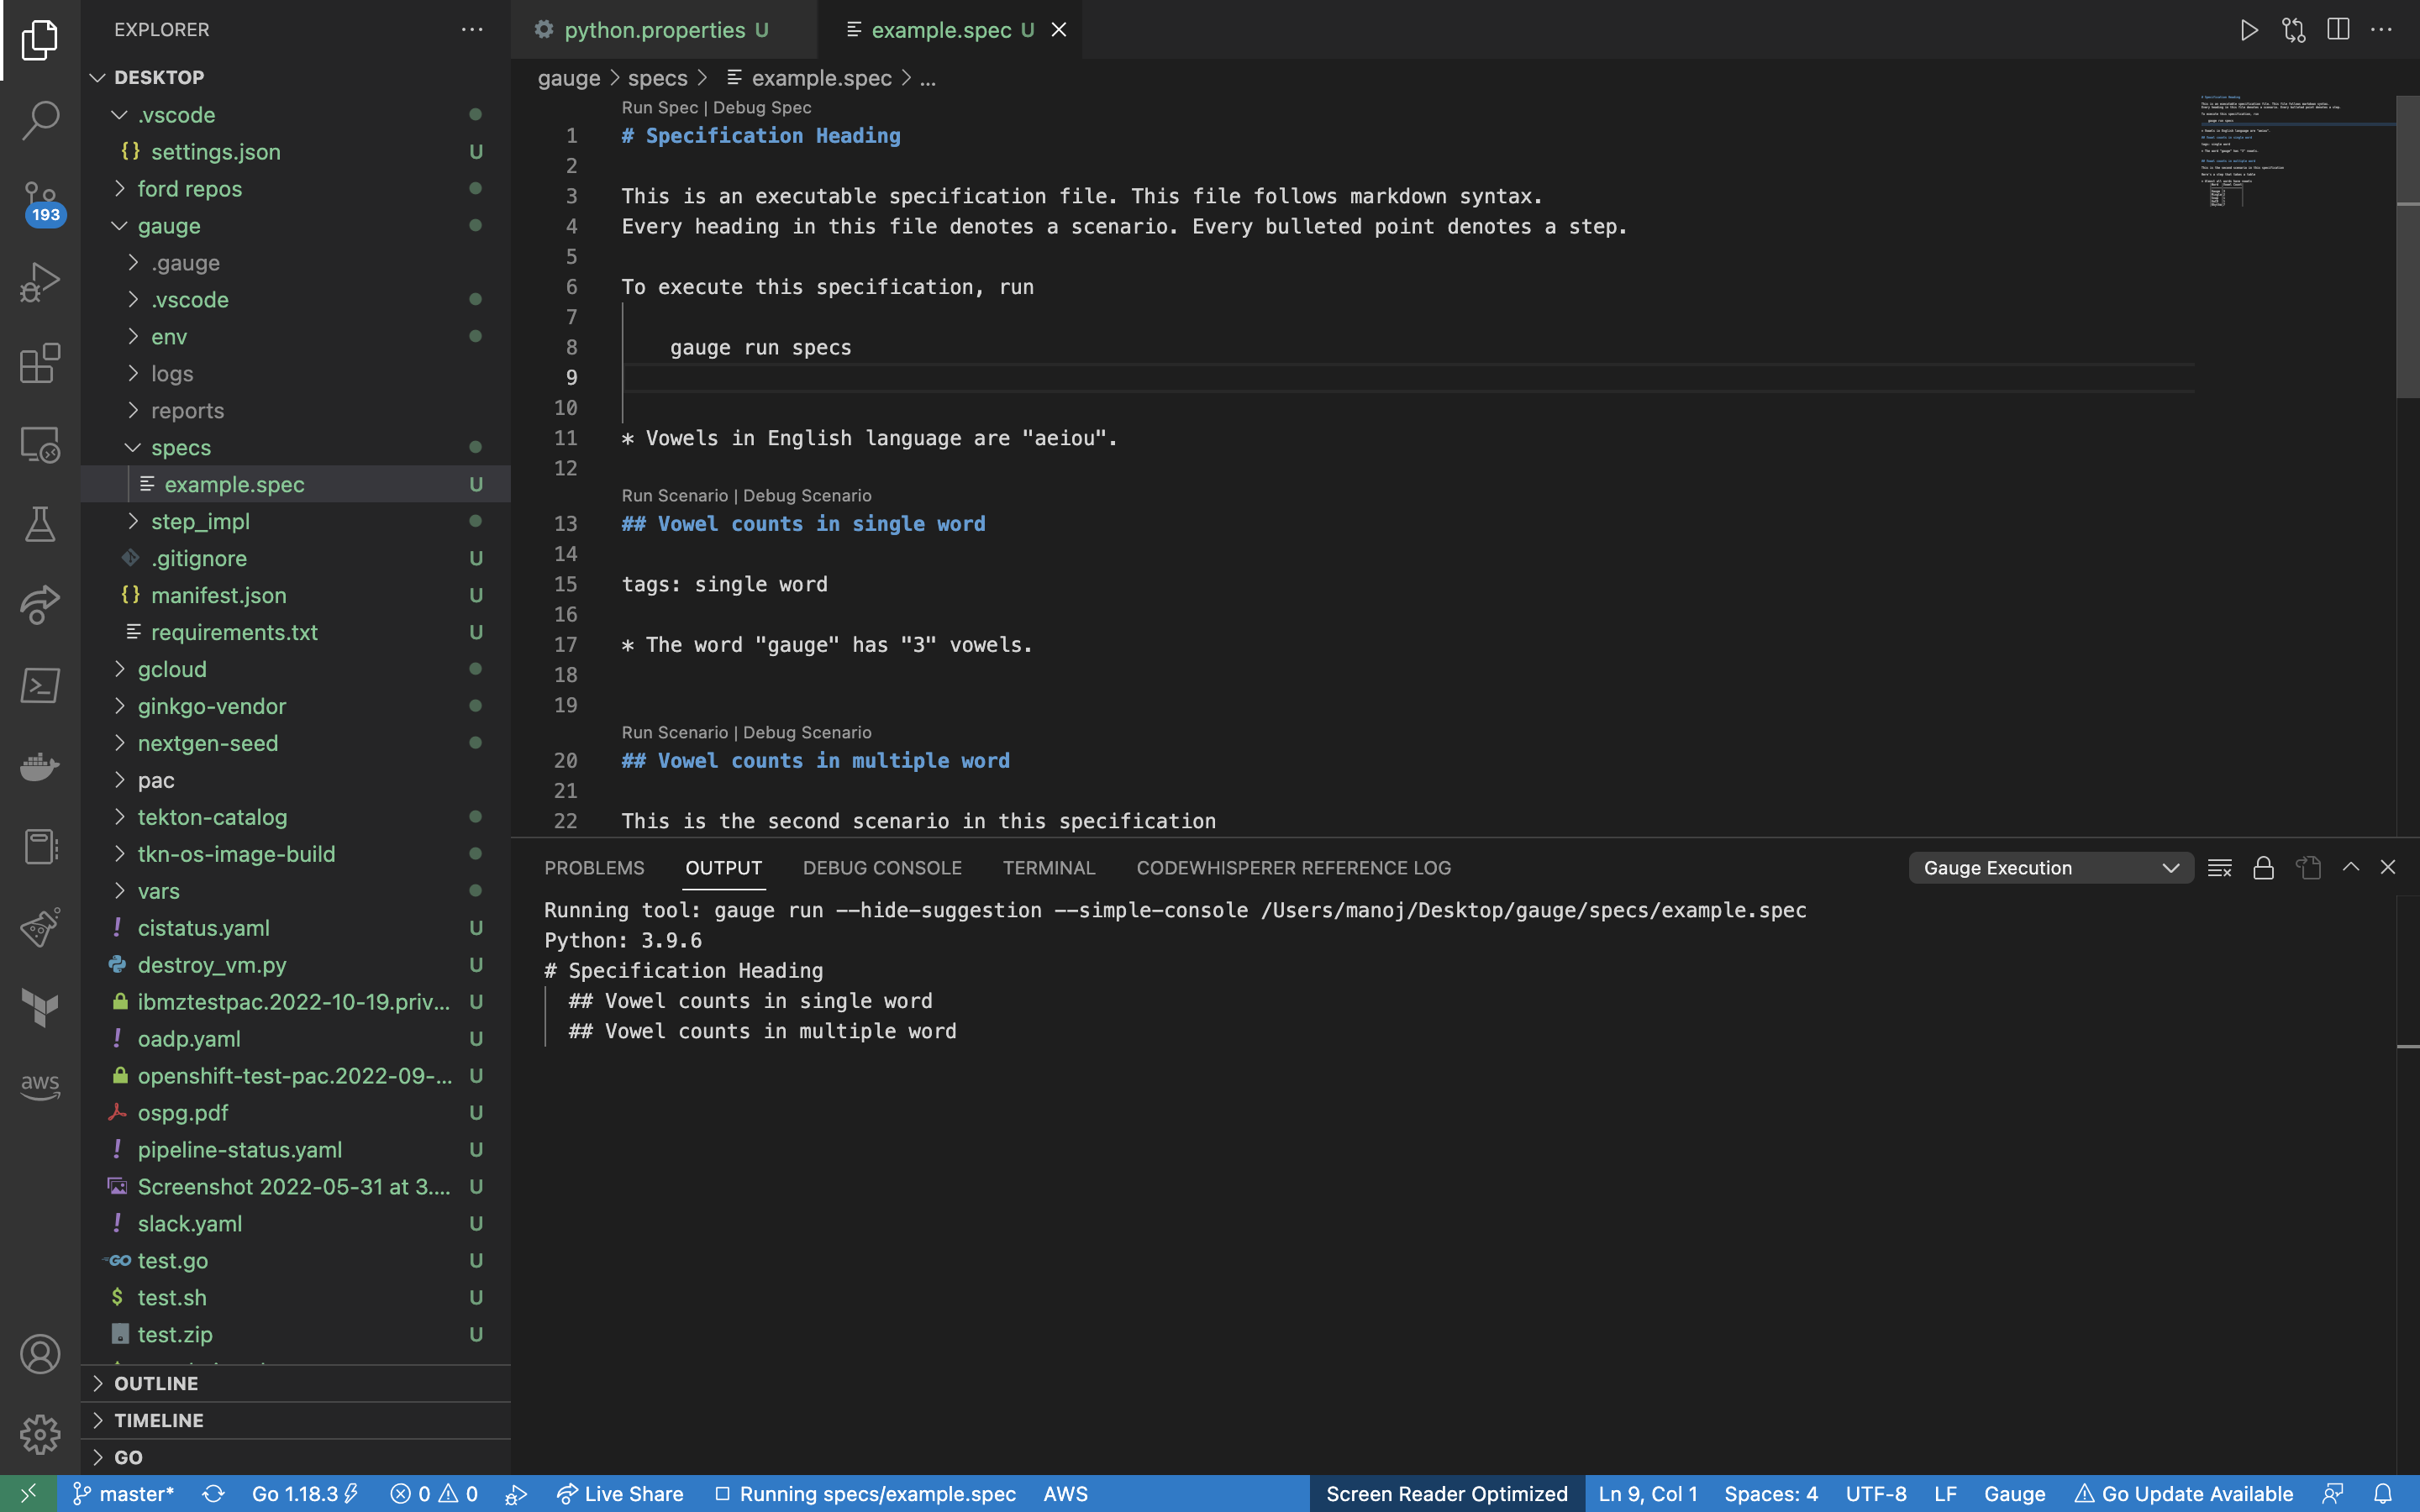 EXPLORER
DESKTOP
.vscode
settings.json U
ford repos
gauge
.gauge
.vscode
env
logs
reports
specs
example.spec U
step_impl
.gitignore U
manifest.json U
requirements.txt U
gcloud
ginkgo-vendor
nextgen-seed
pac
tekton-catalog
tkn-os-image-build
vars
cistatus.yaml U
destroy_vm.py U
ibmztestpac.2022-10-19.priv... U
oadp.yaml U
openshift-test-pac.2022-09-... U
ospg.pdf U
pipeline-status.yaml U
Screenshot 2022-05-31 at 3.... U
slack.yaml U
GO test.go U
test.sh U
test.zip U
OUTLINE
TIMELINE
GO
193
aws
python.properties U
example.spec U
gauge > specs > example.spec > ...
Run Spec | Debug Spec
1 # Specification Heading
2
3 This is an executable specification file. This file follows markdown syntax.
4 Every heading in this file denotes a scenario. Every bulleted point denotes a step.
5
6 To execute this specification, run
7
8 gauge run specs
9
10
11 * Vowels in English language are "aeiou".
12
Run Scenario | Debug Scenario
13 ## Vowel counts in single word
14
15 tags: single word
16
17 * The word "gauge" has "3" vowels.
18
19
Run Scenario | Debug Scenario
20 ## Vowel counts in multiple word
21
22 This is the second scenario in this specification
PROBLEMS OUTPUT DEBUG CONSOLE TERMINAL CODEWHISPERER REFERENCE LOG Gauge Execution
Running tool: gauge run --hide-suggestion --simple-console /Users/manoj/Desktop/gauge/specs/example.spec
Python: 3.9.6
# Specification Heading
## Vowel counts in single word
## Vowel counts in multiple word
master* Go 1.18.3 0 0 Live Share Running specs/example.spec AWS Screen Reader Optimized Ln 9, Col 1 Spaces: 4 UTF-8 LF Gauge Go Update Available